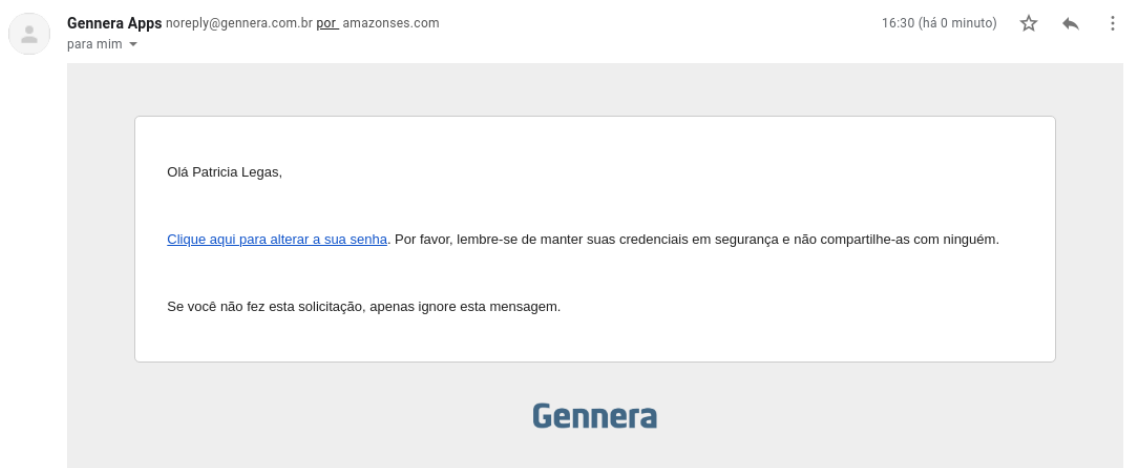 Gennera Apps noreply@gennera.com.br por amazonses.com 16:30 (há 0 minuto)
para mim
Olá Patricia Legas,
Clique aqui para alterar a sua senha. Por favor, lembre-se de manter suas credenciais em segurança e não compartilhe-as com ninguém.
Se você não fez esta solicitação, apenas ignore esta mensagem.
Gennera